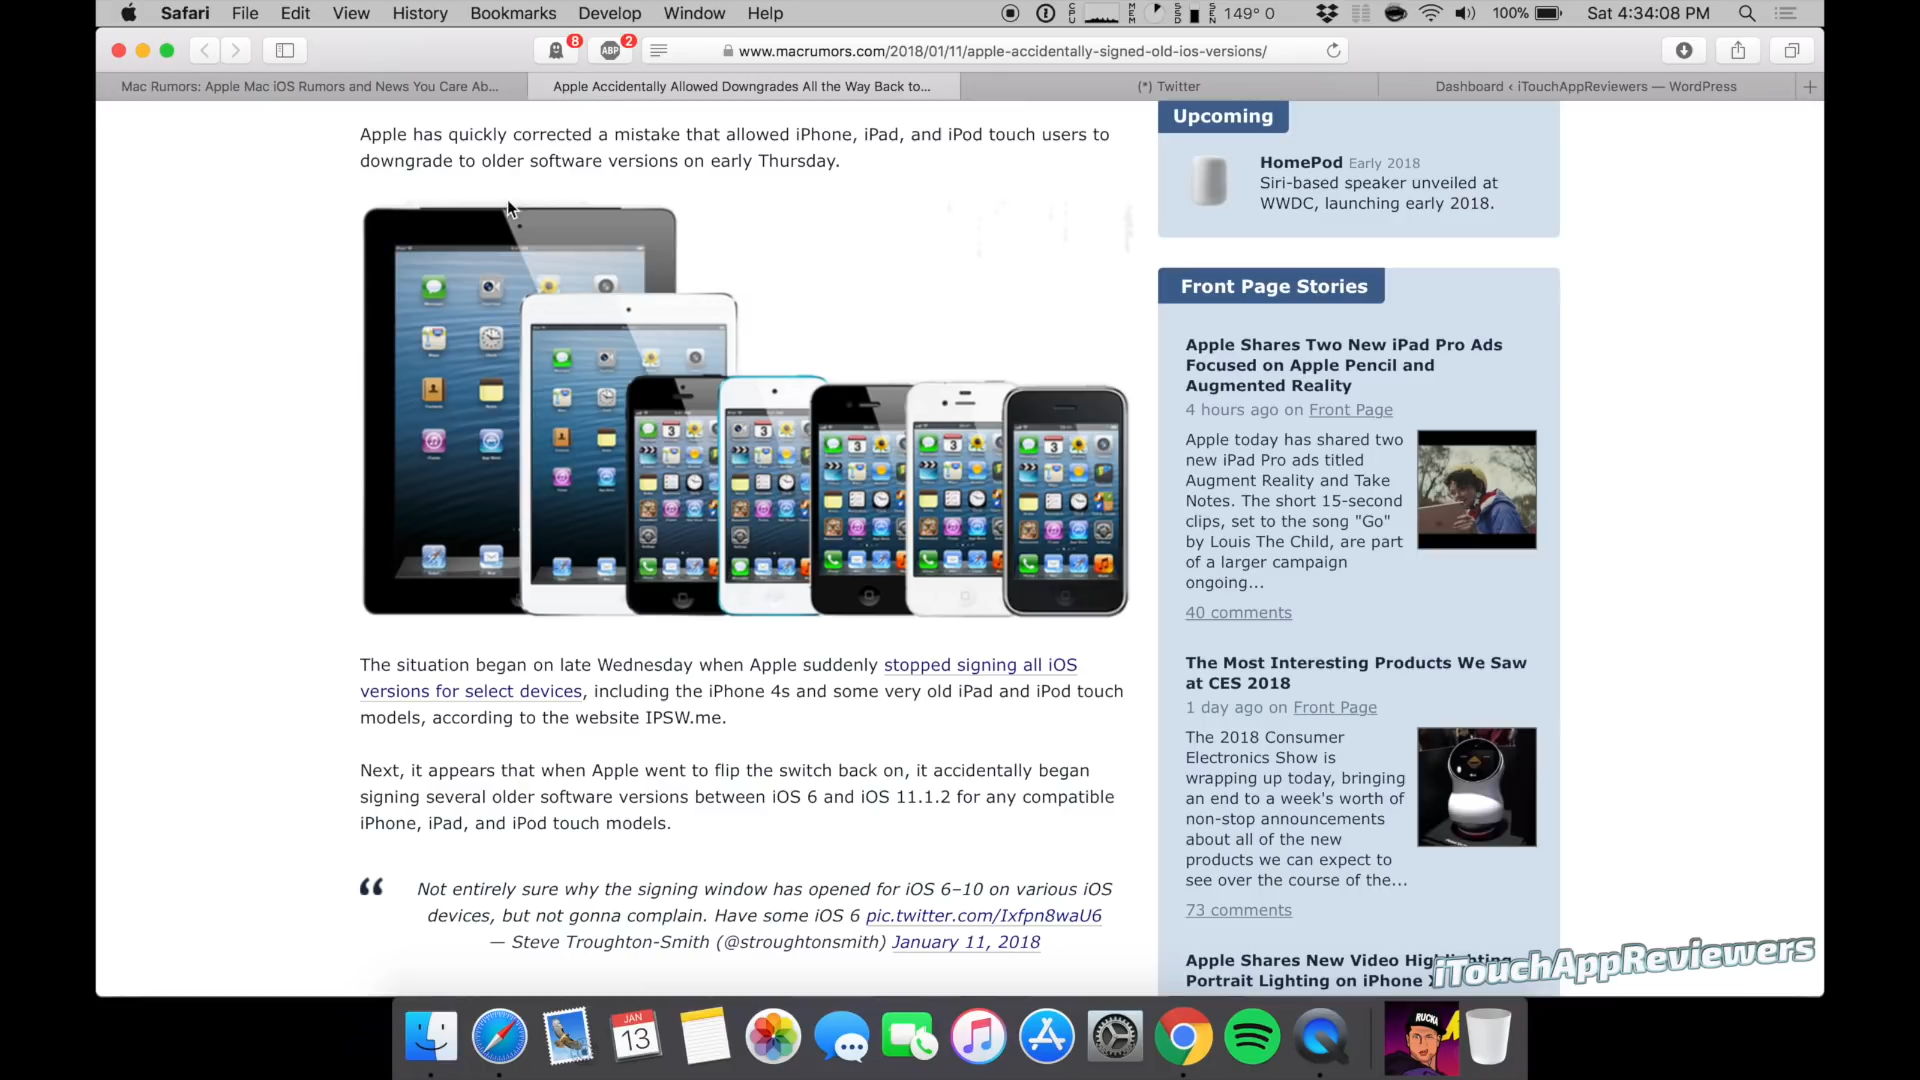 Safari File Edit View History Bookmarks Develop Window Help
CPU MEM SSD SEN 149° 0 100% Sat 4:34:08 PM
8 ABP 2 www.macrumors.com/2018/01/11/apple-accidentally-signed-old-ios-versions/
Mac Rumors: Apple Mac iOS Rumors and News You Care Ab... Apple Accidentally Allowed Downgrades All the Way Back to... (*) Twitter Dashboard ‹ iTouchAppReviewers — WordPress
Apple has quickly corrected a mistake that allowed iPhone, iPad, and iPod touch users to
downgrade to older software versions on early Thursday.
The situation began on late Wednesday when Apple suddenly stopped signing all iOS
versions for select devices, including the iPhone 4s and some very old iPad and iPod touch
models, according to the website IPSW.me.
Next, it appears that when Apple went to flip the switch back on, it accidentally began
signing several older software versions between iOS 6 and iOS 11.1.2 for any compatible
iPhone, iPad, and iPod touch models.
“ Not entirely sure why the signing window has opened for iOS 6–10 on various iOS
devices, but not gonna complain. Have some iOS 6 pic.twitter.com/Ixfpn8waU6
— Steve Troughton-Smith (@stroughtonsmith) January 11, 2018
Upcoming
HomePod Early 2018
Siri-based speaker unveiled at
WWDC, launching early 2018.
Front Page Stories
Apple Shares Two New iPad Pro Ads
Focused on Apple Pencil and
Augmented Reality
4 hours ago on Front Page
Apple today has shared two
new iPad Pro ads titled
Augment Reality and Take
Notes. The short 15-second
clips, set to the song "Go"
by Louis The Child, are part
of a larger campaign
ongoing...
40 comments
The Most Interesting Products We Saw
at CES 2018
1 day ago on Front Page
The 2018 Consumer
Electronics Show is
wrapping up today, bringing
an end to a week's worth of
non-stop announcements
about all of the new
products we can expect to
see over the course of the...
73 comments
Apple Shares New Video Highlighting
Portrait Lighting on iPhone X
iTouchAppReviewers
JAN
13
RUCKA